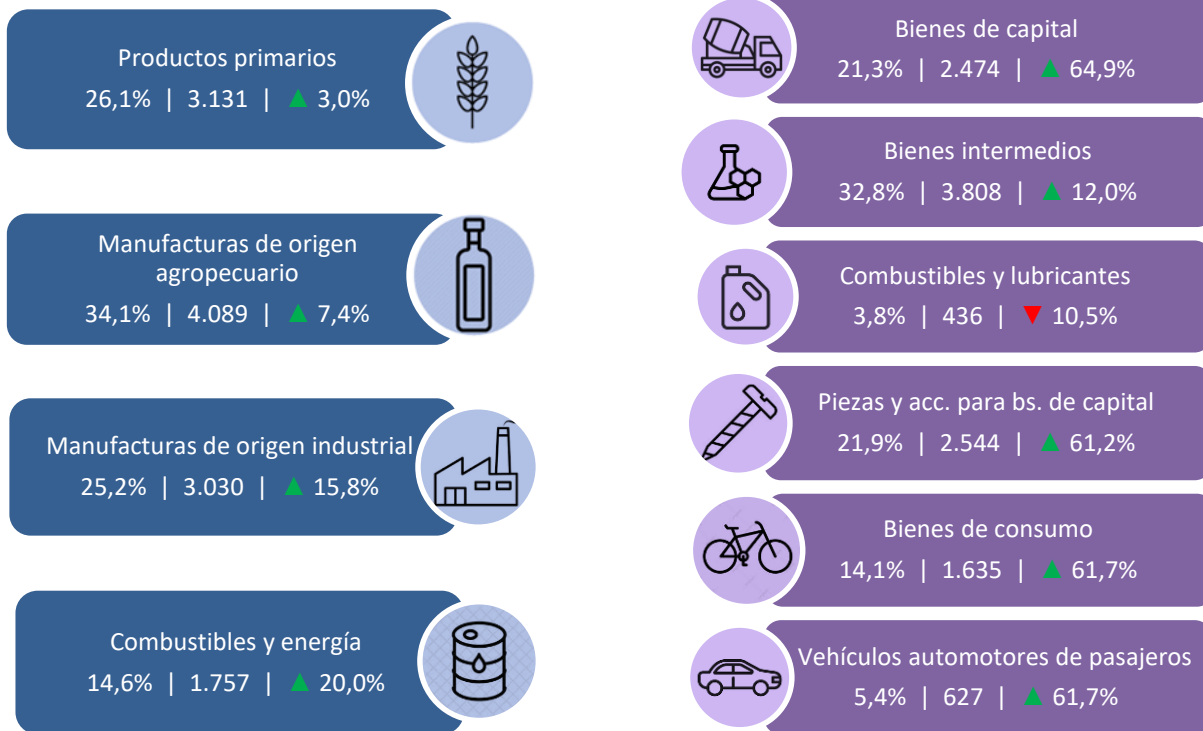 Productos primarios
26,1% | 3.131 | ▲ 3,0%
Manufacturas de origen
agropecuario
34,1% | 4.089 | ▲ 7,4%
Manufacturas de origen industrial
25,2% | 3.030 | ▲ 15,8%
Combustibles y energía
14,6% | 1.757 | ▲ 20,0%
Bienes de capital
21,3% | 2.474 | ▲ 64,9%
Bienes intermedios
32,8% | 3.808 | ▲ 12,0%
Combustibles y lubricantes
3,8% | 436 | ▼ 10,5%
Piezas y acc. para bs. de capital
21,9% | 2.544 | ▲ 61,2%
Bienes de consumo
14,1% | 1.635 | ▲ 61,7%
Vehículos automotores de pasajeros
5,4% | 627 | ▲ 61,7%